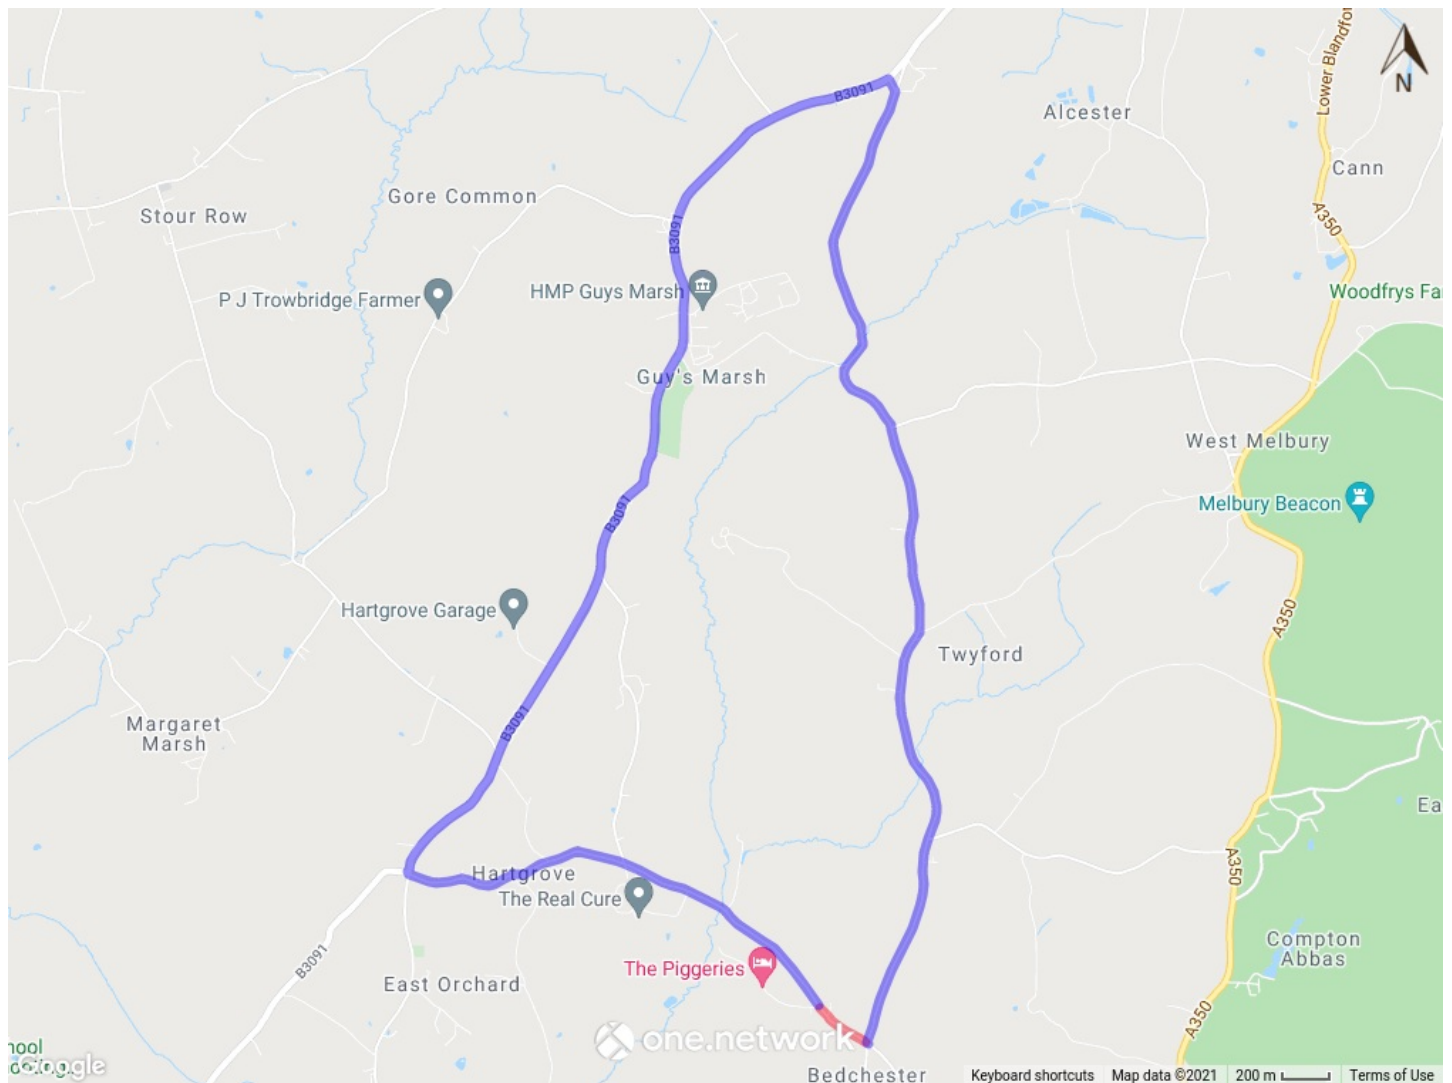 Lower Blandfo
N
B3091
Alcester
Cann
Gore Common
Stour Row
A350
B3091
HMP Guys Marsh
P J Trowbridge Farmer
Woodfrys Fa
Guy's Marsh
West Melbury
Melbury Beacon
B3091
Hartgrove Garage
A350
Twyford
Margaret
Marsh
B3091
Ea
Hartgrove
The Real Cure
A350
B3091
Compton
Abbas
The Piggeries
East Orchard
A350
one.network
hool
Google
Bedchester
Keyboard shortcuts Map data ©2021 200 m Terms of Use